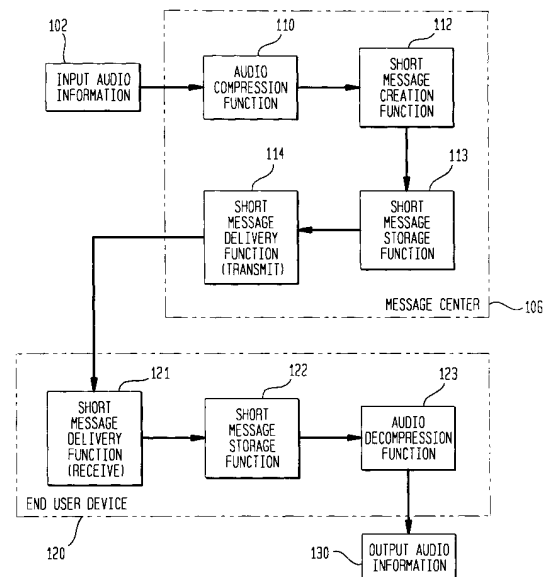 102
INPUT AUDIO
INFORMATION
110
AUDIO
COMPRESSION
FUNCTION
112
SHORT
MESSAGE
CREATION
FUNCTION
114
SHORT
MESSAGE
DELIVERY
FUNCTION
(TRANSMIT)
113
SHORT
MESSAGE
STORAGE
FUNCTION
MESSAGE CENTER
106
121
SHORT
MESSAGE
DELIVERY
FUNCTION
(RECEIVE)
122
SHORT
MESSAGE
STORAGE
FUNCTION
123
AUDIO
DECOMPRESSION
FUNCTION
END USER DEVICE
120
130
OUTPUT AUDIO
INFORMATION